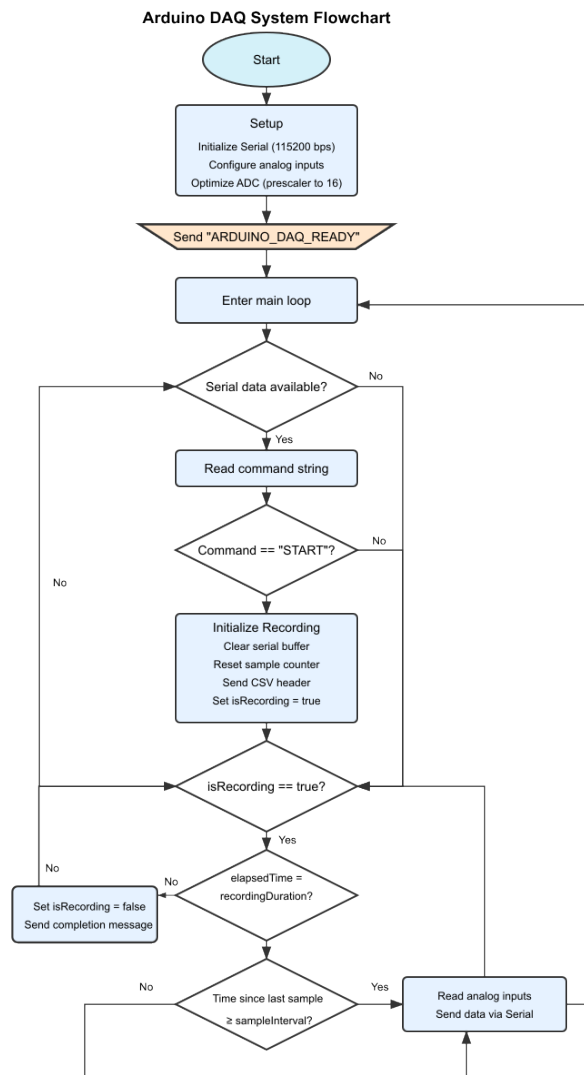 Arduino DAQ System Flowchart
Start
Setup
Initialize Serial (115200 bps)
Configure analog inputs
Optimize ADC (prescaler to 16)
Send "ARDUINO_DAQ_READY"
Enter main loop
Serial data available?
No
Yes
Read command string
Command == "START"?
No
No
Initialize Recording
Clear serial buffer
Reset sample counter
Send CSV header
Set isRecording = true
isRecording == true?
Yes
No
elapsedTime =
recordingDuration?
No
Set isRecording = false
Send completion message
No
Time since last sample
≥ sampleInterval?
Yes
Read analog inputs
Send data via Serial